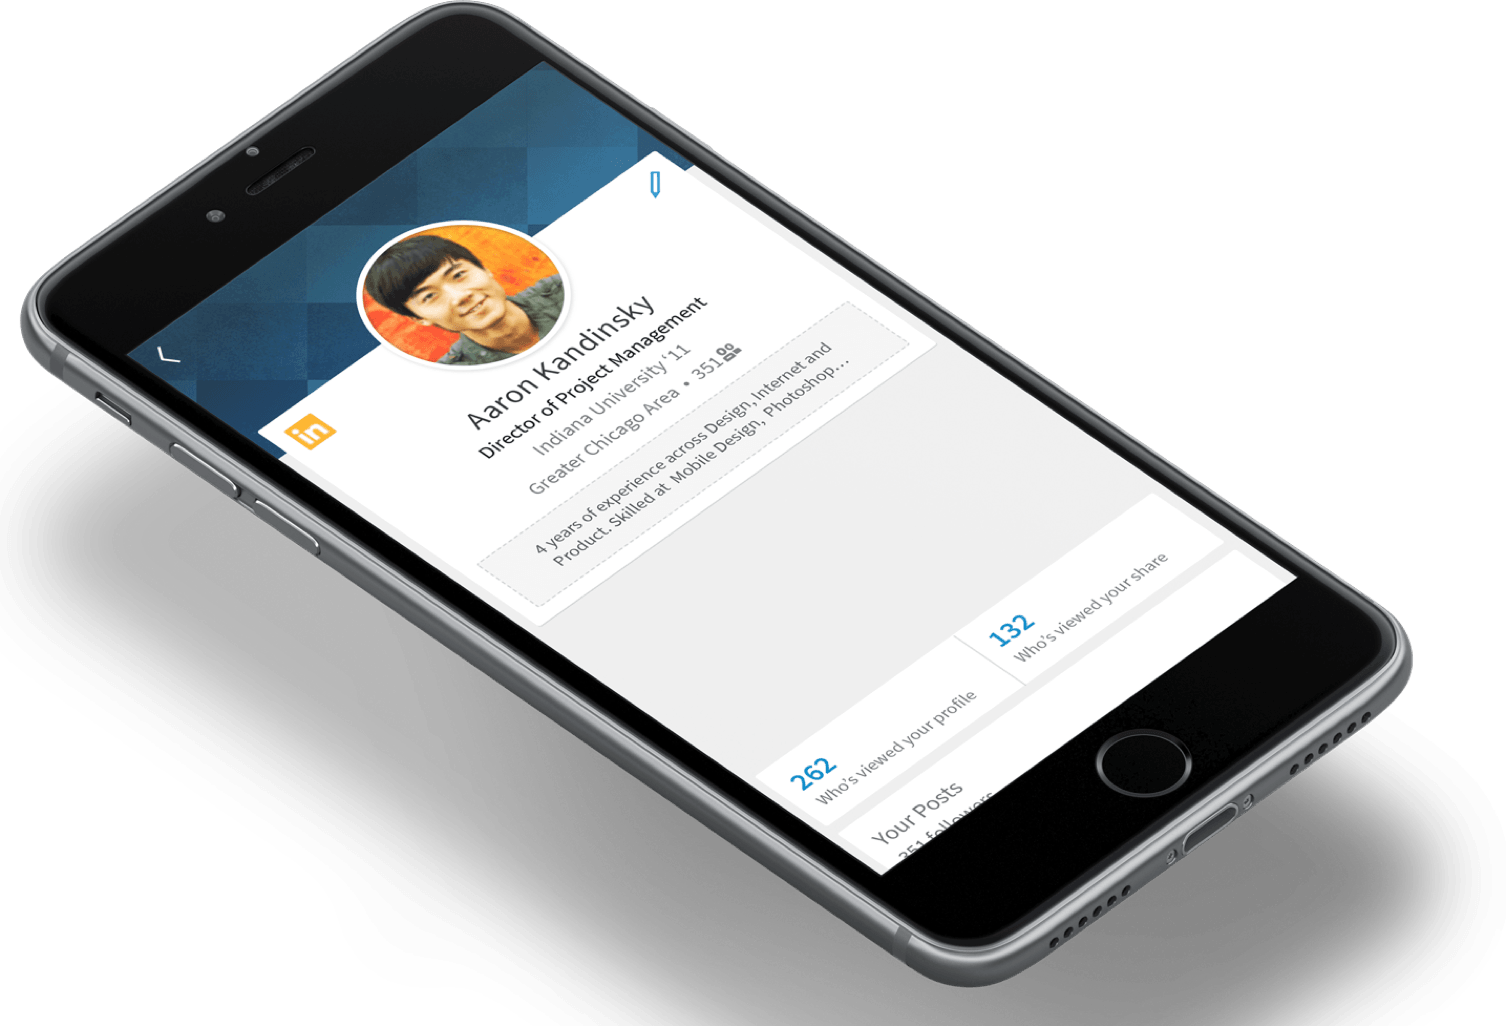 in
Aaron Kandinsky
Director of Project Management
Indiana University ‘11
Greater Chicago Area • 351
4 years of experience across Design, Internet and
Product. Skilled at Mobile Design, Photoshop...
262
Who's viewed your profile
132
Who's viewed your share
Your Posts
351 followers